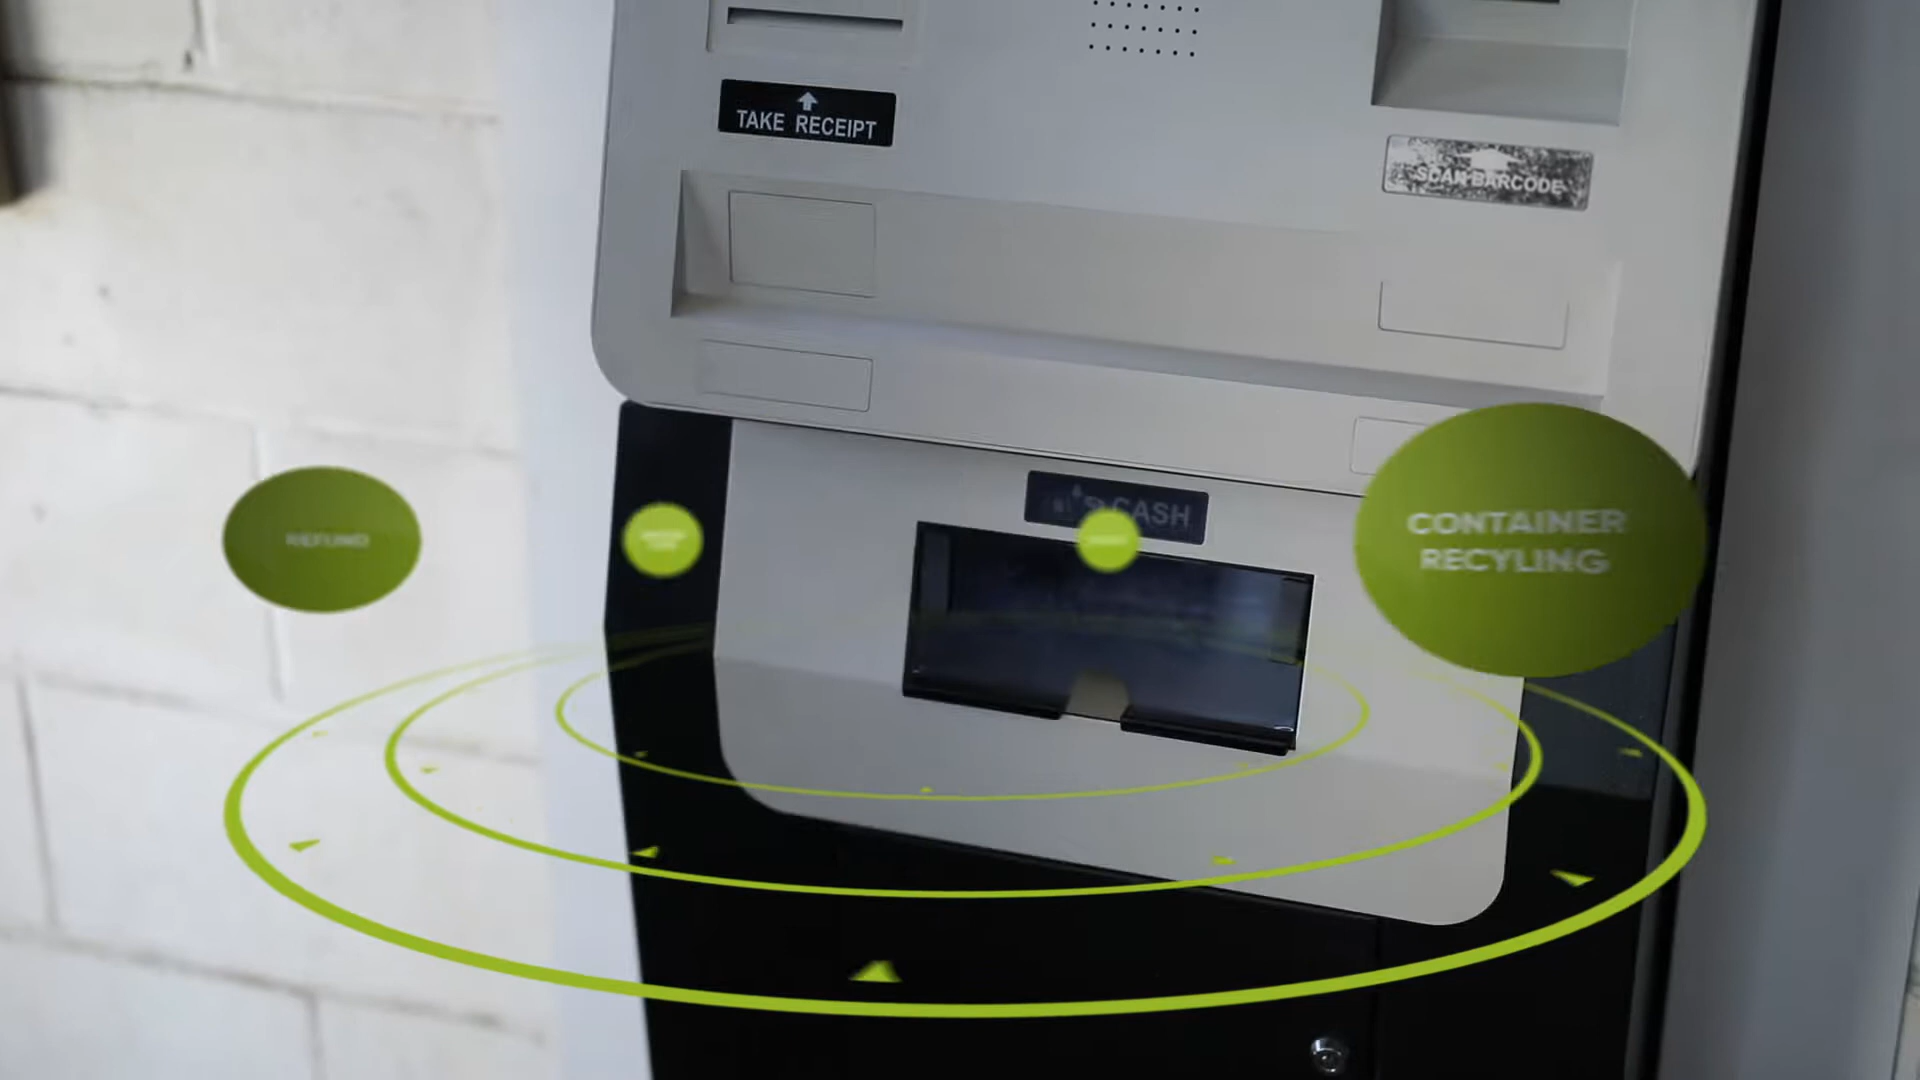 TAKE RECEIPT
SCAN BARCODE
CASH
REFUND
CONTAINER
RECYLING